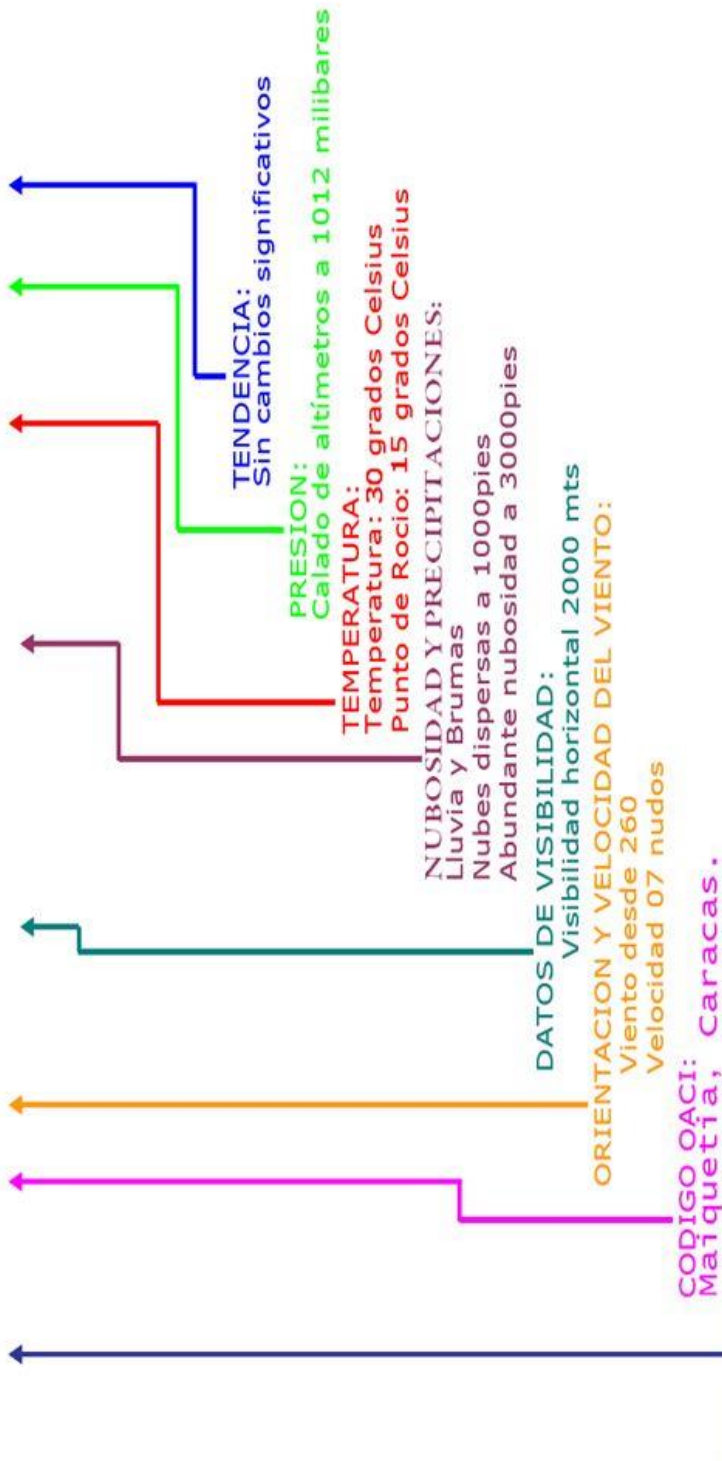 TENDENCIA:
Sin cambios significativos
PRESION:
Calado de altímetros a 1012 milibares
TEMPERATURA:
Temperatura: 30 grados Celsius
Punto de Rocio: 15 grados Celsius
NUBOSIDAD Y PRECIPITACIONES:
Lluvia y Brumas
Nubes dispersas a 1000pies
Abundante nubosidad a 3000pies
DATOS DE VISIBILIDAD:
Visibilidad horizontal 2000 mts
ORIENTACION Y VELOCIDAD DEL VIENTO:
Viento desde 260
Velocidad 07 nudos
CODIGO OACI:
Maiquetia, Caracas.